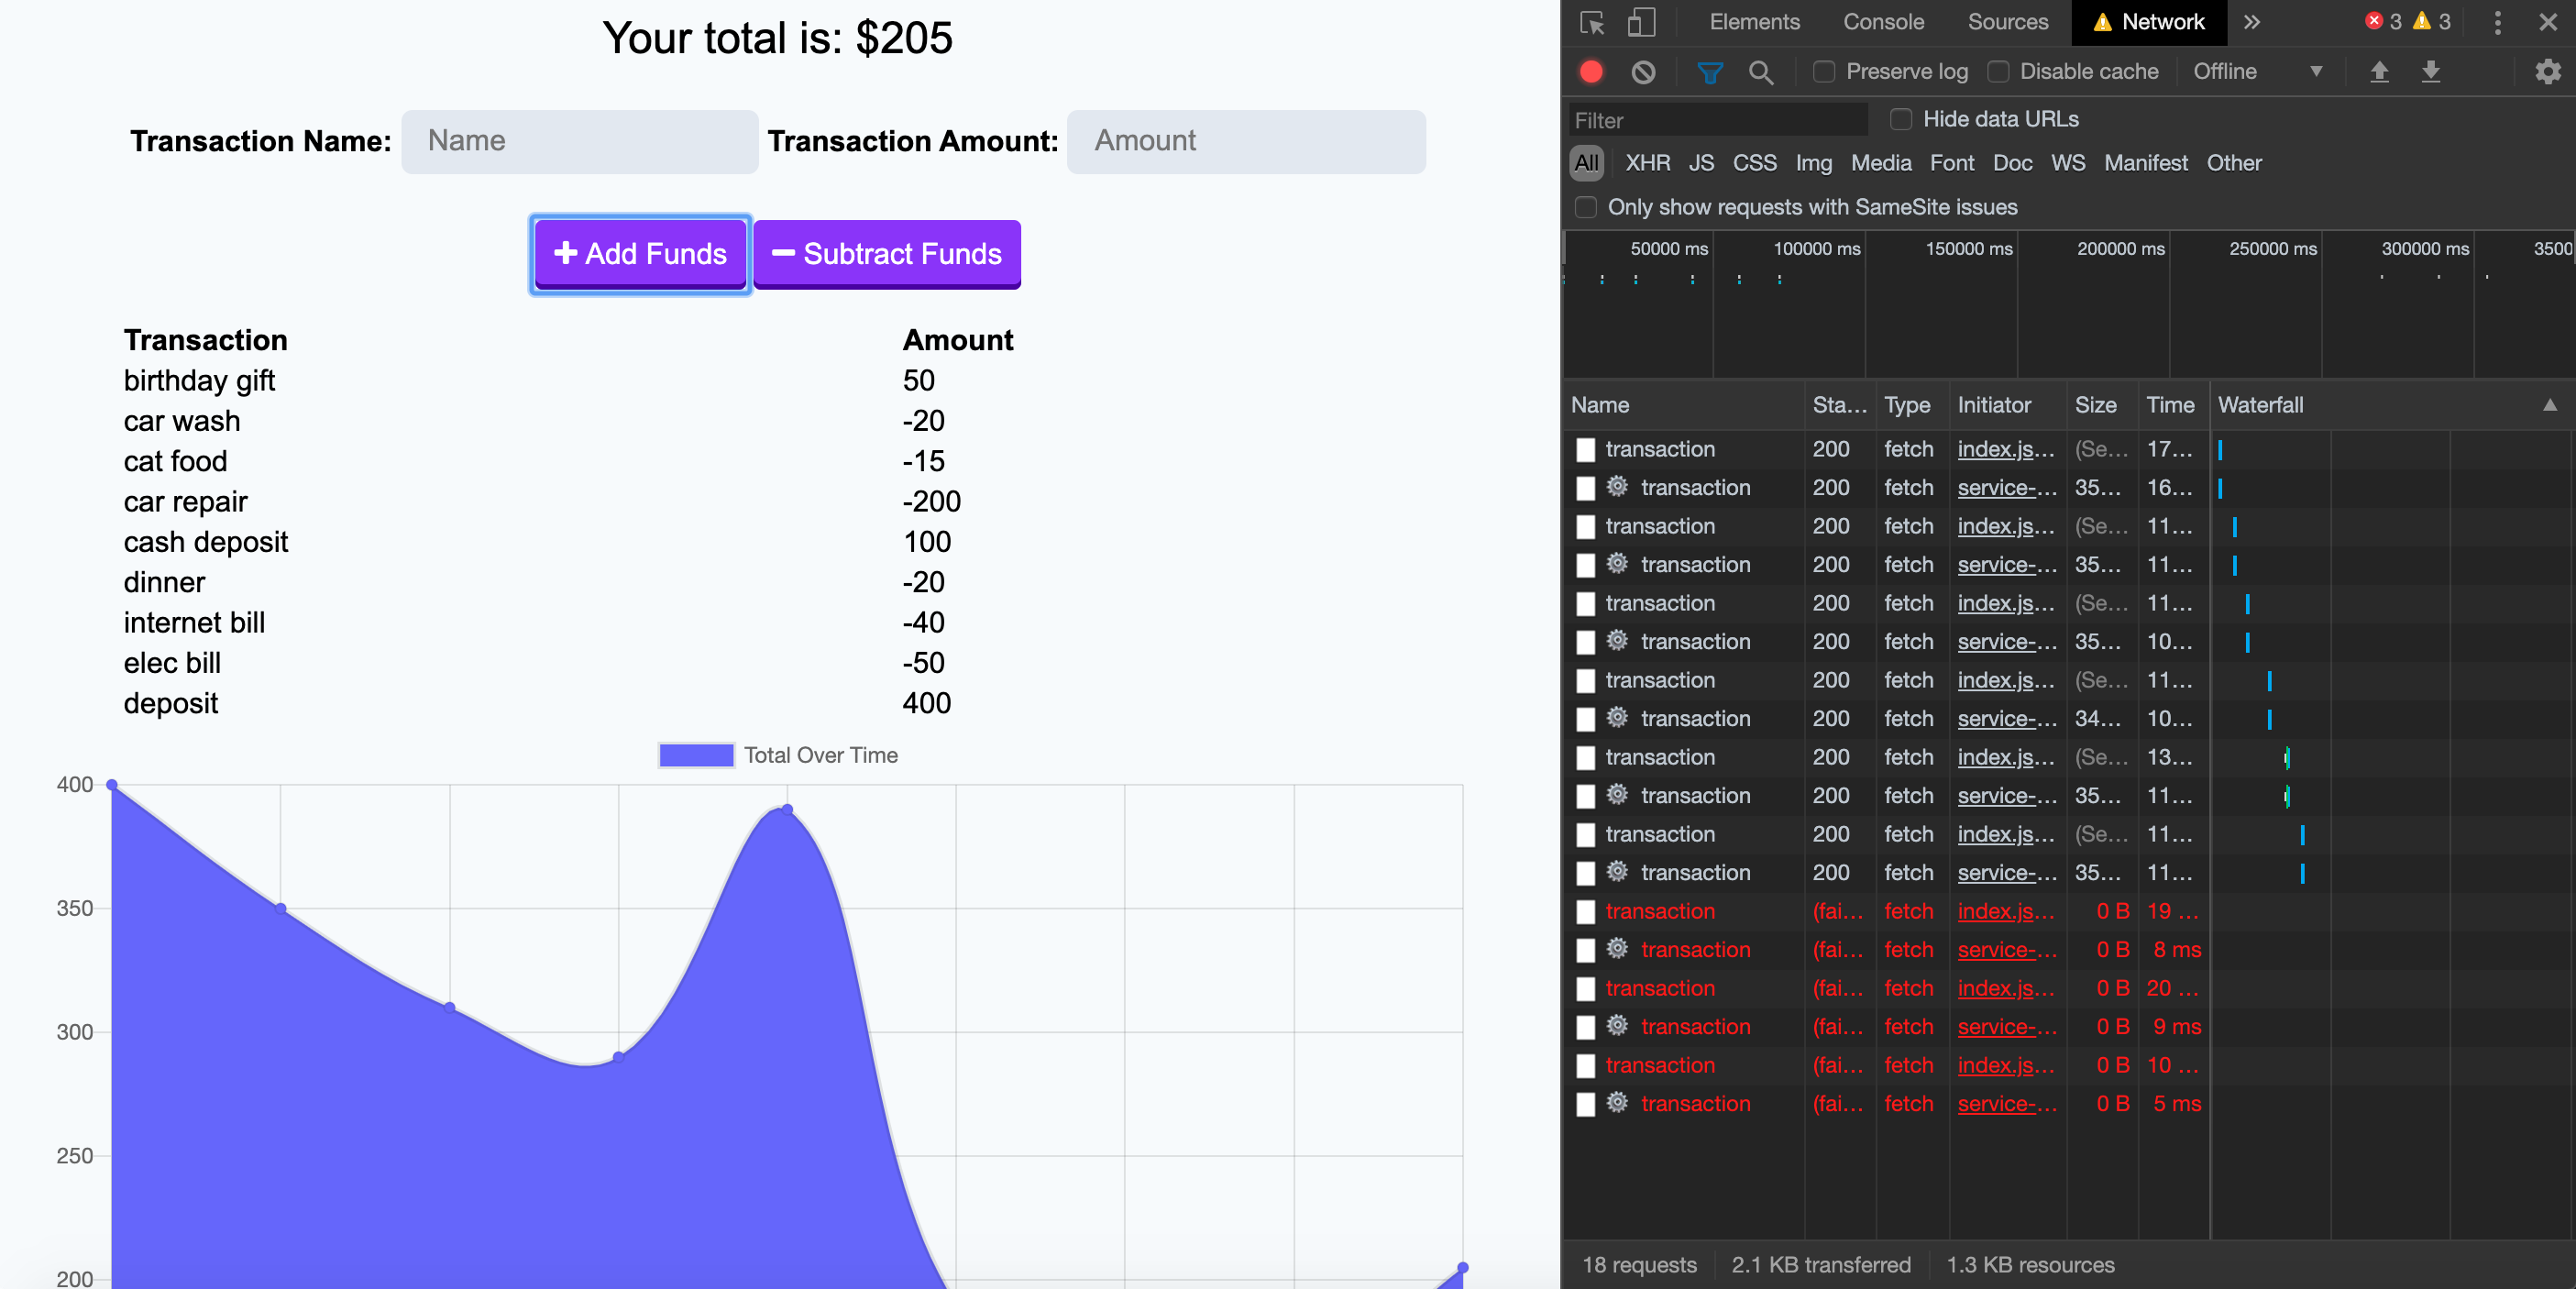 Your total is: $205
Transaction Name: Name Transaction Amount: Amount
Add Funds Subtract Funds
Transaction Amount
birthday gift 50
car wash -20
cat food -15
car repair -200
cash deposit 100
dinner -20
internet bill -40
elec bill -50
deposit 400
Total Over Time
400
350
300
250
200
Elements Console Sources Network 3 3
Preserve log Disable cache Offline
Filter Hide data URLs
All XHR JS CSS Img Media Font Doc WS Manifest Other
Only show requests with SameSite issues
50000 ms 100000 ms 150000 ms 200000 ms 250000 ms 300000 ms 3500
Name Sta... Type Initiator Size Time Waterfall
transaction 200 fetch index.js... (Se... 17...
transaction 200 fetch service-... 35... 16...
transaction 200 fetch index.js... (Se... 11...
transaction 200 fetch service-... 35... 11...
transaction 200 fetch index.js... (Se... 11...
transaction 200 fetch service-... 35... 10...
transaction 200 fetch index.js... (Se... 11...
transaction 200 fetch service-... 34... 10...
transaction 200 fetch index.js... (Se... 13...
transaction 200 fetch service-... 35... 11...
transaction 200 fetch index.js... (Se... 11...
transaction 200 fetch service-... 35... 11...
transaction (fai... fetch index.js... 0 B 19 ...
transaction (fai... fetch service-... 0 B 8 ms
transaction (fai... fetch index.js... 0 B 20 ...
transaction (fai... fetch service-... 0 B 9 ms
transaction (fai... fetch index.js... 0 B 10 ...
transaction (fai... fetch service-... 0 B 5 ms
18 requests 2.1 KB transferred 1.3 KB resources